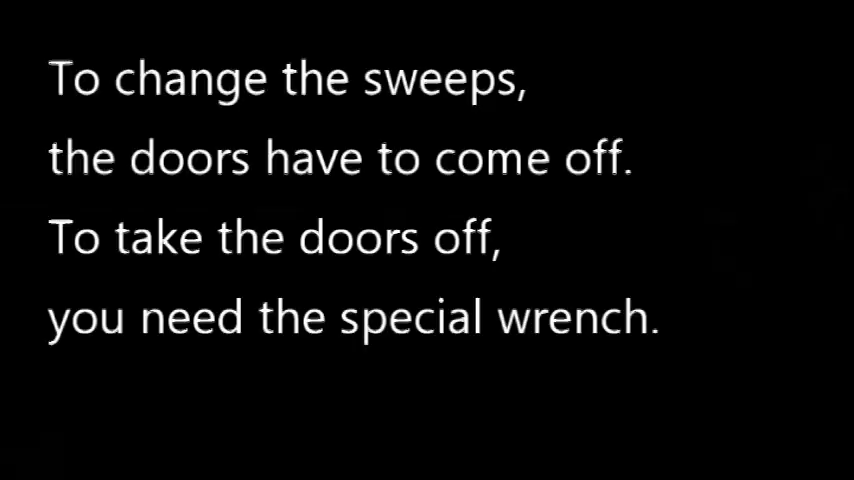 To change the sweeps,
the doors have to come off.
To take the doors off,
you need the special wrench.